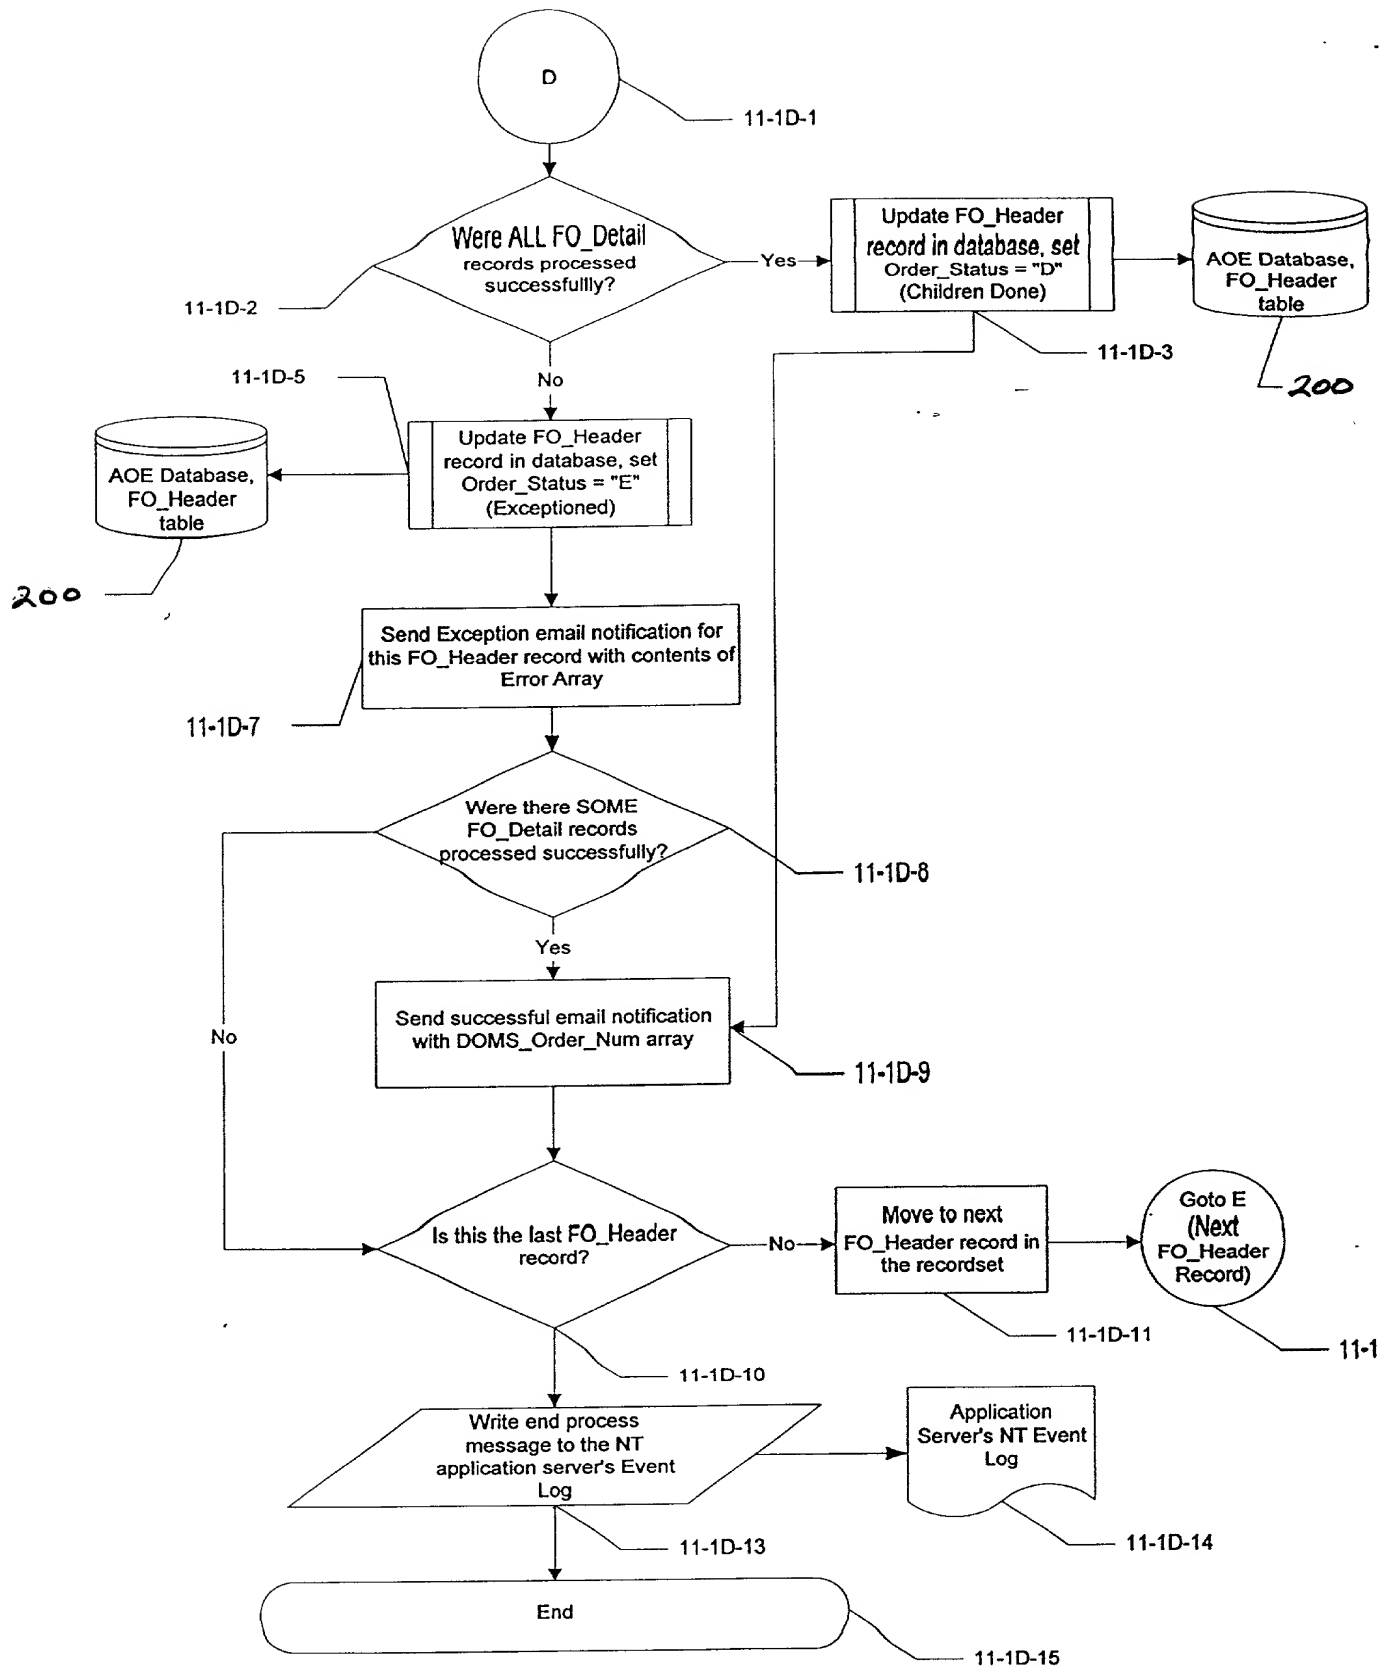 D
11-1D-1
Were ALL FO_Detail
records processed
successfully?
11-1D-2
Yes
Update FO_Header
record in database, set
Order_Status = "D"
(Children Done)
11-1D-3
AOE Database,
FO_Header
table
200
No
11-1D-5
Update FO_Header
record in database, set
Order_Status = "E"
(Exceptioned)
AOE Database,
FO_Header
table
200
Send Exception email notification for
this FO_Header record with contents of
Error Array
11-1D-7
Were there SOME
FO_Detail records
processed successfully?
11-1D-8
Yes
No
Send successful email notification
with DOMS_Order_Num array
11-1D-9
Is this the last FO_Header
record?
11-1D-10
No
Move to next
FO_Header record in
the recordset
11-1D-11
Goto E
(Next
FO_Header
Record)
11-1
Write end process
message to the NT
application server's Event
Log
11-1D-13
Application
Server's NT Event
Log
11-1D-14
End
11-1D-15